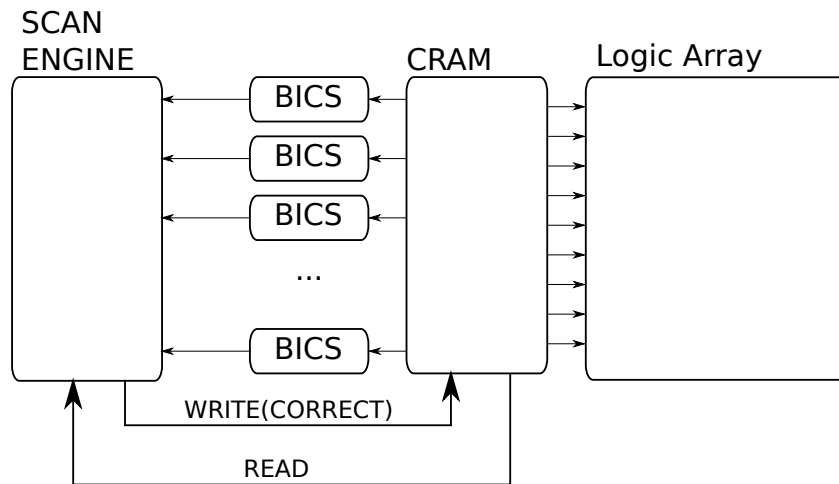 SCAN
ENGINE
CRAM
Logic Array
BICS
BICS
BICS
...
BICS
WRITE(CORRECT)
READ